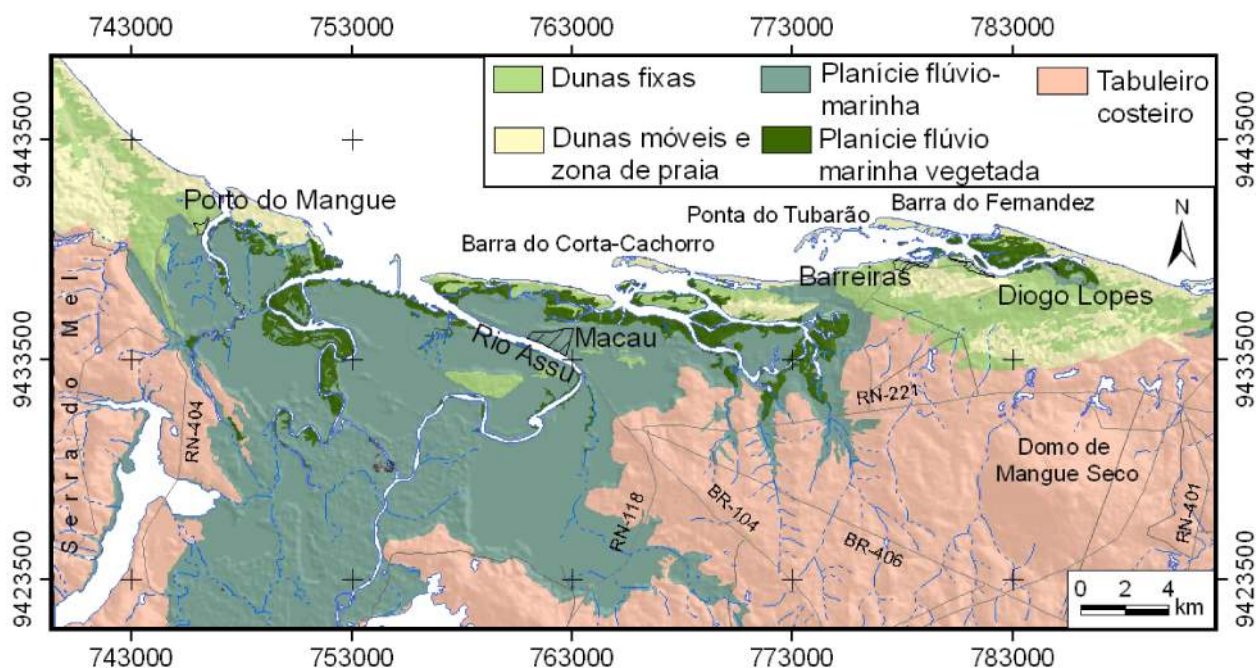 743000 753000 763000 773000 783000
Dunas fixas
Planície flúvio-
marinha
Tabuleiro
costeiro
Dunas móveis e
zona de praia
Planície flúvio
marinha vegetada
9443500
9443500
Porto do Mangue
Barra do Corta-Cachorro
Ponta do Tubarão
Barra do Fernandez
N
Barreiras
Diogo Lopes
Rio Assu
Macau
9433500
9433500
Serra do Mel
RN-404
RN-221
Domo de
Mangue Seco
RN-118
BR-104
BR-406
RN-401
9423500
9423500
0 2 4
km
743000 753000 763000 773000 783000